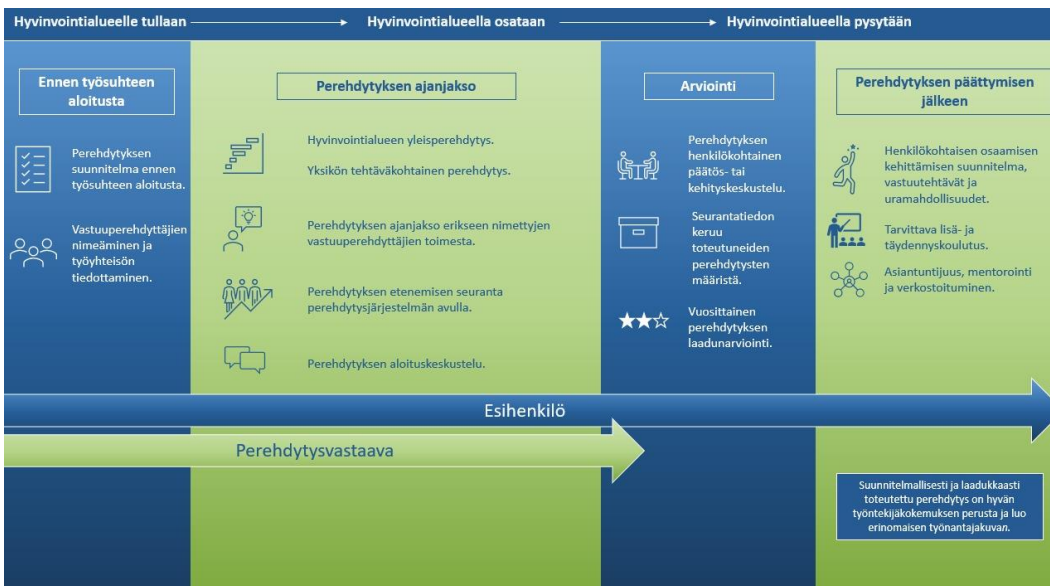 Hyvinvointialueelle tullaan
Hyvinvointialueella osataan
Hyvinvointialueella pysytään
Ennen työsuhteen
aloitusta
Perehdytyksen
suunnitelma ennen
työsuhteen aloitusta.
Vastuuperehdyttäjien
nimeäminen ja
työyhteisön
tiedottaminen.
Perehdytyksen ajanjakso
Hyvinvointialueen yleisperehdytys.
Yksikön tehtäväkohtainen perehdytys.
Perehdytyksen ajanjakso erikseen nimettyjen
vastuuperehdyttäjien toimesta.
Perehdytyksen etenemisen seuranta
perehdytysjärjestelmän avulla.
Perehdytyksen aloituskeskustelu.
Arviointi
Perehdytyksen
henkilökohtainen
päätös- tai
kehityskeskustelu.
Seurantatiedon
keruu
toteutuneiden
perehdytysten
määristä.
Vuosittainen
perehdytyksen
laadunarviointi.
Perehdytyksen päättymisen
jälkeen
Henkilökohtaisen osaamisen
kehittämisen suunnitelma,
vastuutehtävät ja
uramahdollisuudet.
Tarvittava lisä- ja
täydennyskoulutus.
Asiantuntijuus, mentorointi
ja verkostoituminen.
Esihenkilö
Perehdytysvastaava
Suunnitelmallisesti ja laadukkaasti
toteutettu perehdytys on hyvän
työntekijäkokemuksen perusta ja luo
erinomaisen työnantajakuvan.